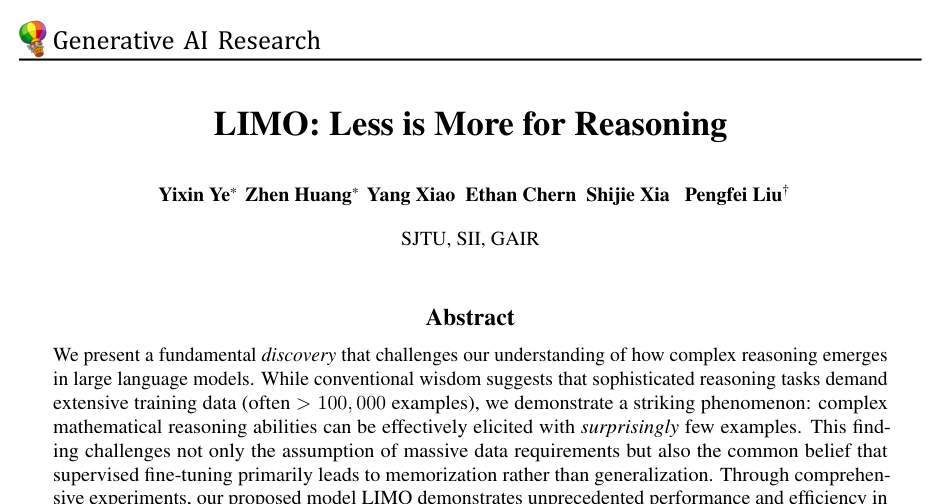 Generative AI Research
LIMO: Less is More for Reasoning
Yixin Ye* Zhen Huang* Yang Xiao Ethan Chern Shijie Xia Pengfei Liu†
SJTU, SII, GAIR
Abstract
We present a fundamental discovery that challenges our understanding of how complex reasoning emerges
in large language models. While conventional wisdom suggests that sophisticated reasoning tasks demand
extensive training data (often > 100,000 examples), we demonstrate a striking phenomenon: complex
mathematical reasoning abilities can be effectively elicited with surprisingly few examples. This find-
ing challenges not only the assumption of massive data requirements but also the common belief that
supervised fine-tuning primarily leads to memorization rather than generalization. Through comprehen-
sive experiments, our proposed model LIMO demonstrates unprecedented performance and efficiency in